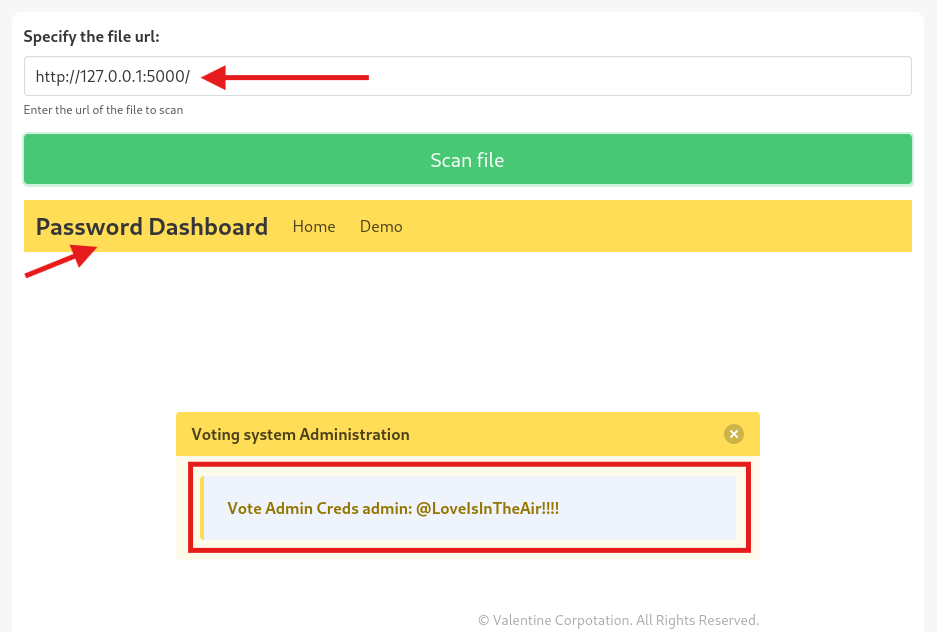 Specify the file url:
http://127.0.0.1:5000/
Enter the url of the file to scan
Scan file
Password Dashboard Home Demo
Voting system Administration
Vote Admin Creds admin: @LoveIsInTheAir!!!!
© Valentine Corpotation. All Rights Reserved.